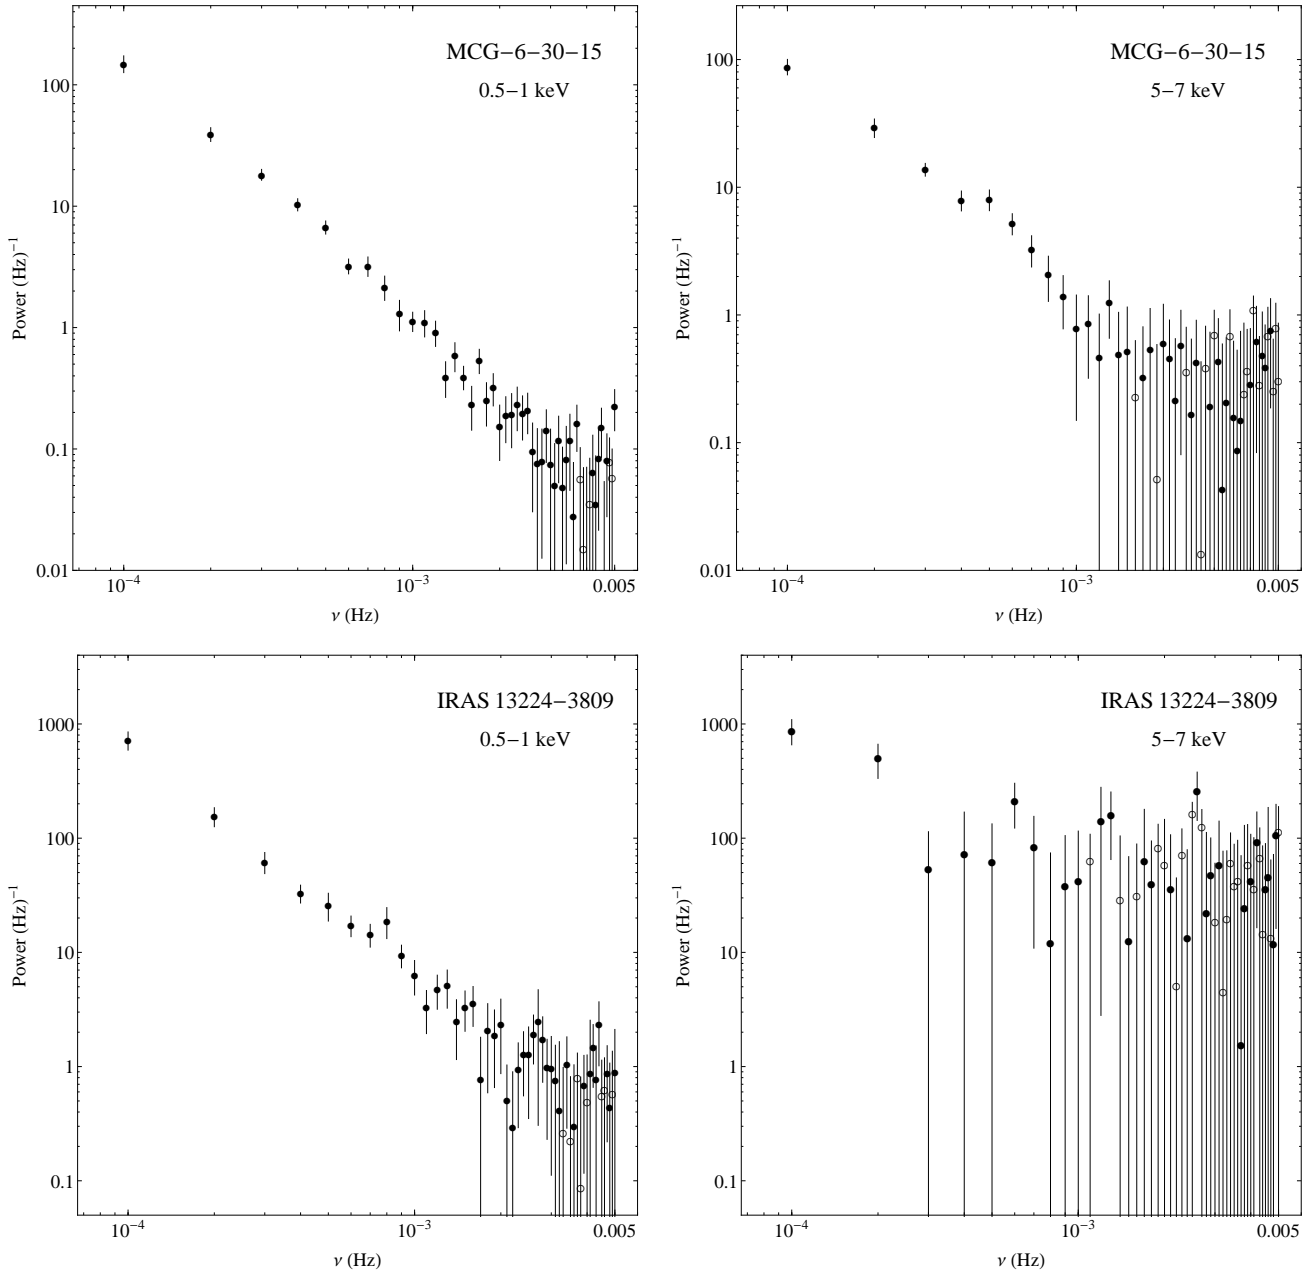 MCG−6−30−15
0.5−1 keV
Power (Hz)⁻¹
100
10
1
0.1
0.01
10⁻⁴
10⁻³
0.005
ν (Hz)
MCG−6−30−15
5−7 keV
Power (Hz)⁻¹
100
10
1
0.1
0.01
10⁻⁴
10⁻³
0.005
ν (Hz)
IRAS 13224−3809
0.5−1 keV
Power (Hz)⁻¹
1000
100
10
1
0.1
10⁻⁴
10⁻³
0.005
ν (Hz)
IRAS 13224−3809
5−7 keV
Power (Hz)⁻¹
1000
100
10
1
0.1
10⁻⁴
10⁻³
0.005
ν (Hz)